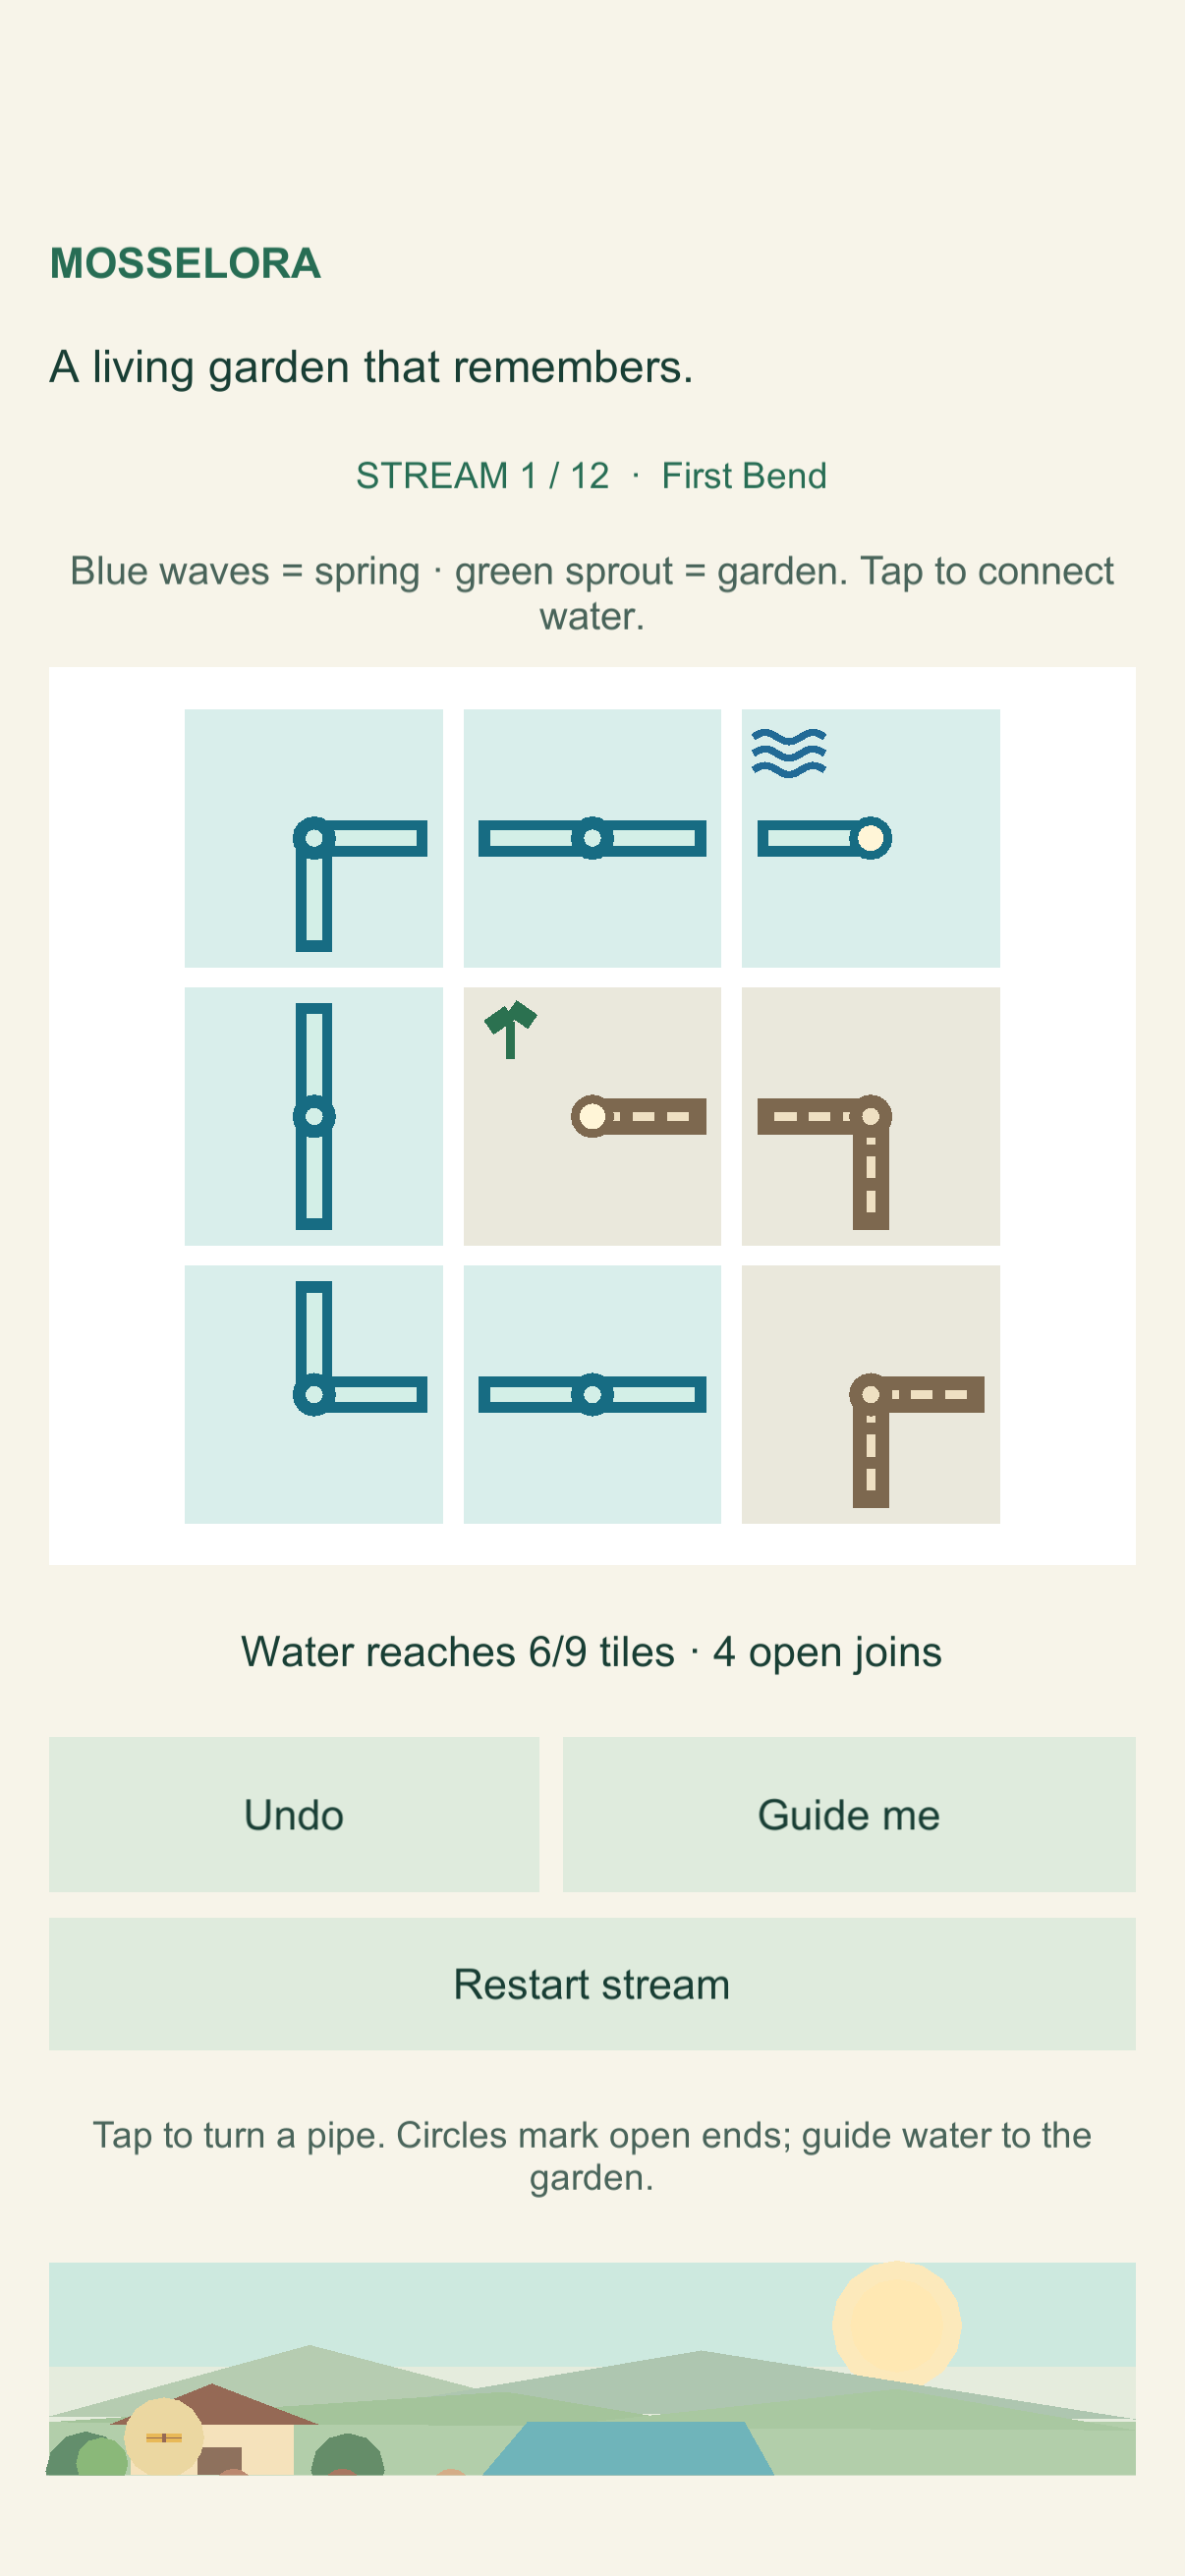 MOSSELORA
A living garden that remembers.
STREAM 1 / 12 · First Bend
Blue waves = spring · green sprout = garden. Tap to connect
water.
Water reaches 6/9 tiles · 4 open joins
Undo
Guide me
Restart stream
Tap to turn a pipe. Circles mark open ends; guide water to the
garden.